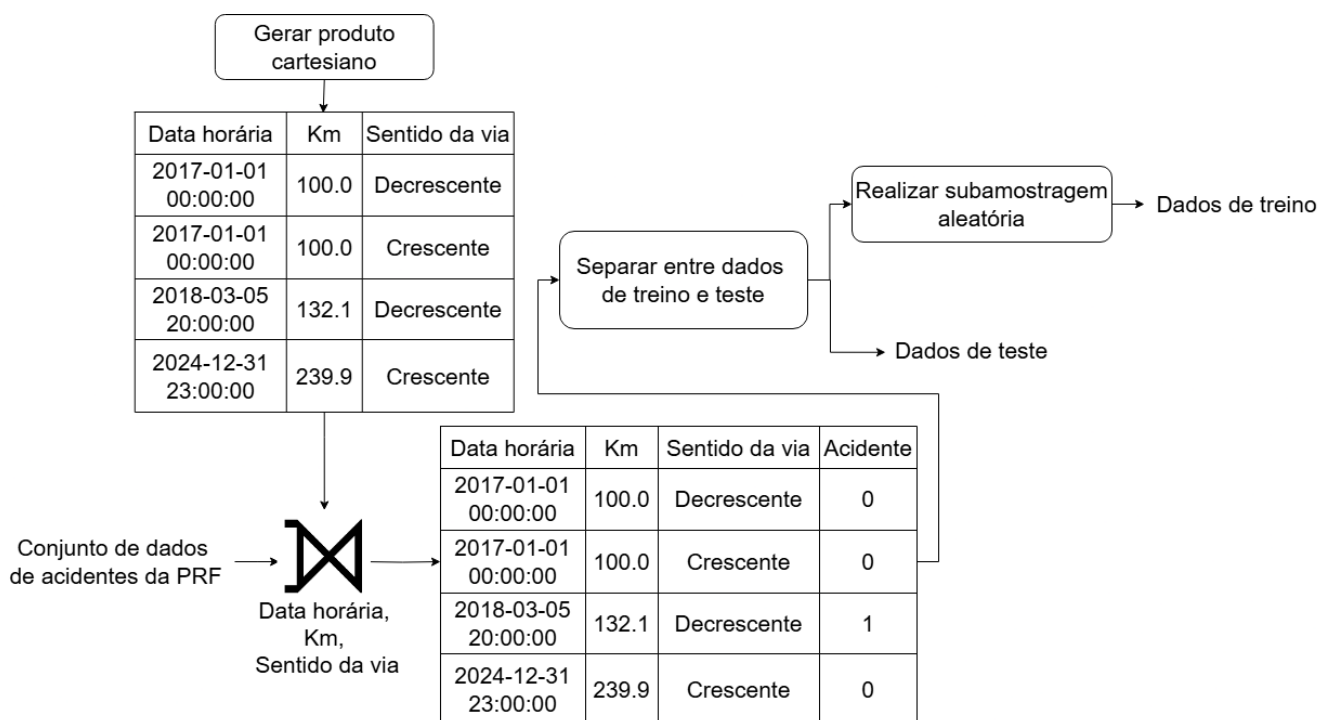 Gerar produto
cartesiano
Data horária Km Sentido da via
2017-01-01
00:00:00 100.0 Decrescente
2017-01-01
00:00:00 100.0 Crescente
2018-03-05
20:00:00 132.1 Decrescente
2024-12-31
23:00:00 239.9 Crescente
Conjunto de dados
de acidentes da PRF
Data horária,
Km,
Sentido da via
Data horária Km Sentido da via Acidente
2017-01-01
00:00:00 100.0 Decrescente 0
2017-01-01
00:00:00 100.0 Crescente 0
2018-03-05
20:00:00 132.1 Decrescente 1
2024-12-31
23:00:00 239.9 Crescente 0
Separar entre dados
de treino e teste
Realizar subamostragem
aleatória
Dados de treino
Dados de teste